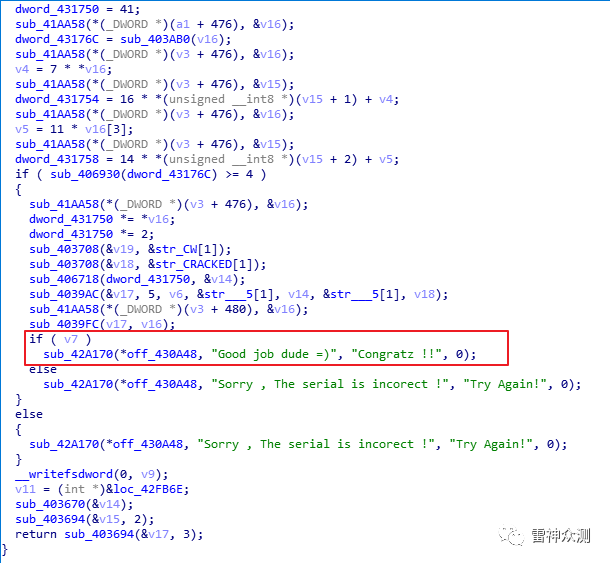 dword_431750 = 41;
sub_41AA58(*(_DWORD *)(a1 + 476), &v16);
dword_43176C = sub_403AB0(v16);
sub_41AA58(*(_DWORD *)(v3 + 476), &v16);
v4 = 7 * *v16;
sub_41AA58(*(_DWORD *)(v3 + 476), &v15);
dword_431754 = 16 * *(unsigned __int8 *)(v15 + 1) + v4;
sub_41AA58(*(_DWORD *)(v3 + 476), &v16);
v5 = 11 * v16[3];
sub_41AA58(*(_DWORD *)(v3 + 476), &v15);
dword_431758 = 14 * *(unsigned __int8 *)(v15 + 2) + v5;
if ( sub_406930(dword_43176C) >= 4 )
{
sub_41AA58(*(_DWORD *)(v3 + 476), &v16);
dword_431750 *= *v16;
dword_431750 *= 2;
sub_403708(&v19, &str_CW[1]);
sub_403708(&v18, &str_CRACKED[1]);
sub_406718(dword_431750, &v14);
sub_4039AC(&v17, 5, v6, &str___5[1], v14, &str___5[1], v18);
sub_41AA58(*(_DWORD *)(v3 + 480), &v16);
sub_4039FC(v17, v16);
if ( v7 )
sub_42A170(*off_430A48, "Good job dude =)", "Congratz !!", 0);
else
sub_42A170(*off_430A48, "Sorry , The serial is incorect !", "Try Again!", 0);
}
else
{
sub_42A170(*off_430A48, "Sorry , The serial is incorect !", "Try Again!", 0);
}
__writefsdword(0, v9);
v11 = (int *)&loc_42FB6E;
sub_403670(&v14);
sub_403694(&v15, 2);
return sub_403694(&v17, 3);
}
雷神众测